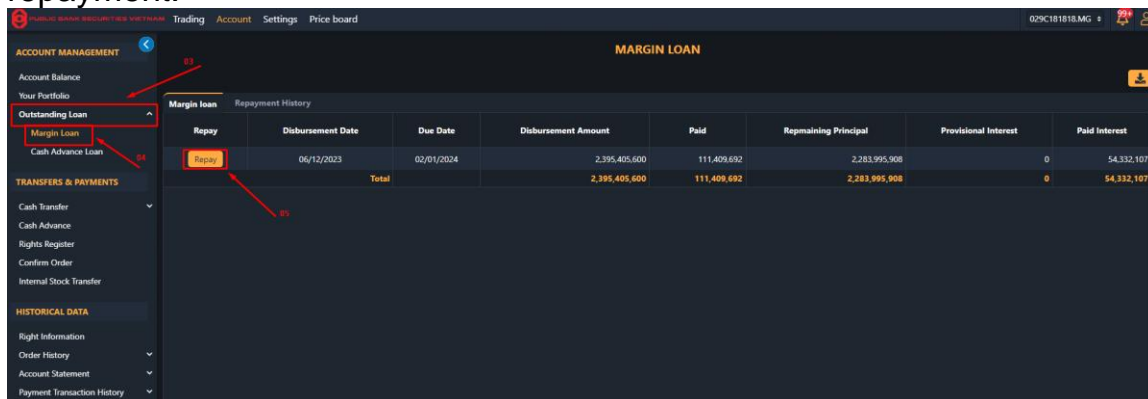 repayment.
PUBLIC BANK SECURITIES VIETNAM Trading Account Settings Price board 029C181818.MG 99+
ACCOUNT MANAGEMENT
MARGIN LOAN
03
Account Balance
Your Portfolio
Margin loan Repayment History
Outstanding Loan
Repay Disbursement Date Due Date Disbursement Amount Paid Repmaining Principal Provisional Interest Paid Interest
Margin Loan
Cash Advance Loan
04
Repay 06/12/2023 02/01/2024 2,395,405,600 111,409,692 2,283,995,908 0 54,332,107
Total 2,395,405,600 111,409,692 2,283,995,908 0 54,332,107
05
TRANSFERS & PAYMENTS
Cash Transfer
Cash Advance
Rights Register
Confirm Order
Internal Stock Transfer
HISTORICAL DATA
Right Information
Order History
Account Statement
Payment Transaction History